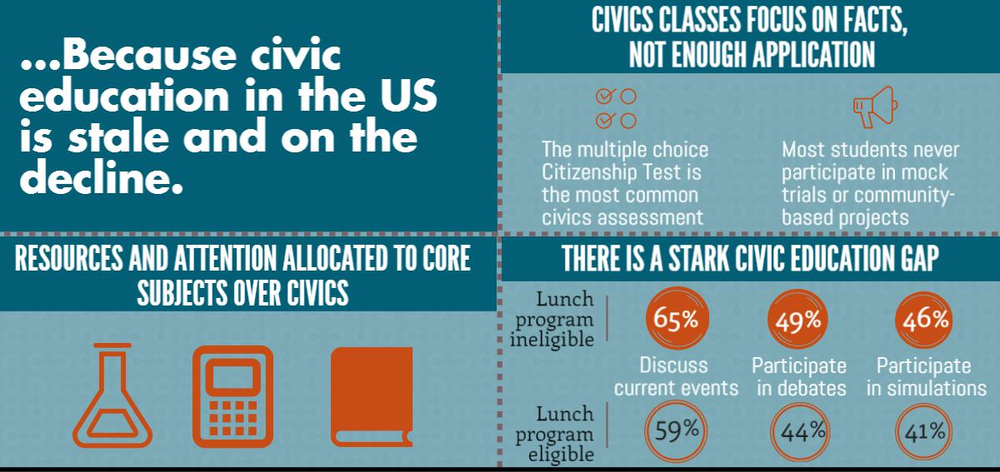 ...Because civic
education in the US
is stale and on the
decline.
CIVICS CLASSES FOCUS ON FACTS,
NOT ENOUGH APPLICATION
The multiple choice
Citizenship Test is
the most common
civics assessment
Most students never
participate in mock
trials or community-
based projects
RESOURCES AND ATTENTION ALLOCATED TO CORE
SUBJECTS OVER CIVICS
THERE IS A STARK CIVIC EDUCATION GAP
Lunch
program
ineligible
65%
49%
46%
Discuss
current events
Participate
in debates
Participate
in simulations
Lunch
program
eligible
59%
44%
41%